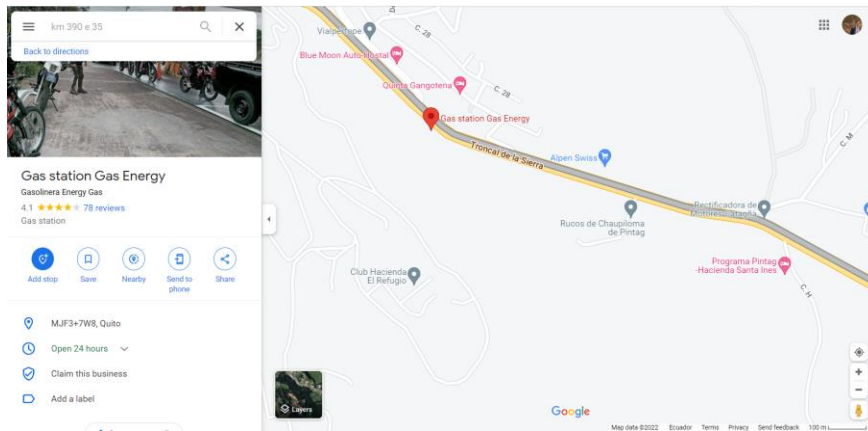 km 390 e 35
Back to directions
Gas station Gas Energy
Gasolinera Energy Gas
4.1 78 reviews
Gas station
Add stop
Save
Nearby
Send to
phone
Share
MJF3+7W8, Quito
Open 24 hours
Claim this business
Add a label
Vialpertepe
C. 28
Blue Moon Auto-Hostal
Quinta Gangotena
C. 28
Gas station Gas Energy
Troncal de la Sierra
Alpen Swiss
C. M
Rectificadora de
Motores
Rucos de Chaupiloma
de Pintag
Club Hacienda
El Refugio
Programa Pintag
-Hacienda Santa Inés
C. H
Layers
Google
Map data ©2022 Ecuador Terms Privacy Send feedback 100 m